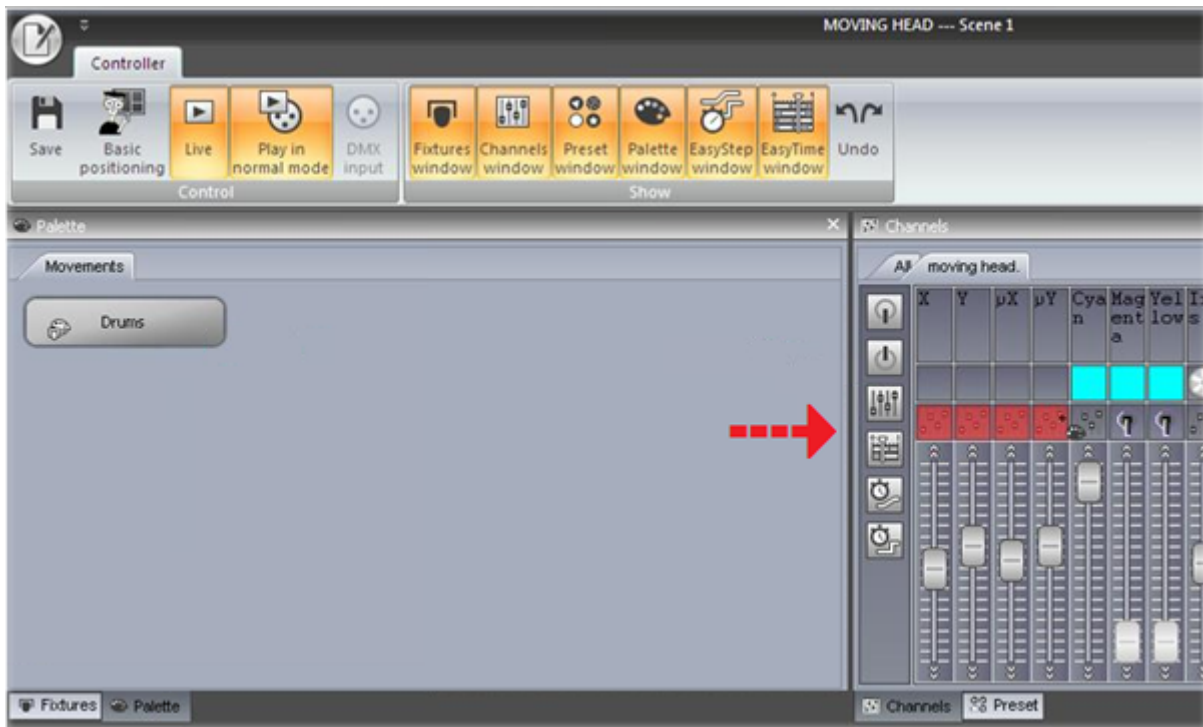 MOVING HEAD --- Scene 1
Controller
Save
Basic positioning
Live
Play in normal mode
DMX input
Fixtures window
Channels window
Preset window
Palette window
EasyStep window
EasyTime window
Undo
Control
Show
Palette
Channels
Movements
All
moving head.
Drums
X
Y
µX
µY
Cya
n
Mag
ent
a
Yel
low
Fixtures
Palette
Channels
Preset